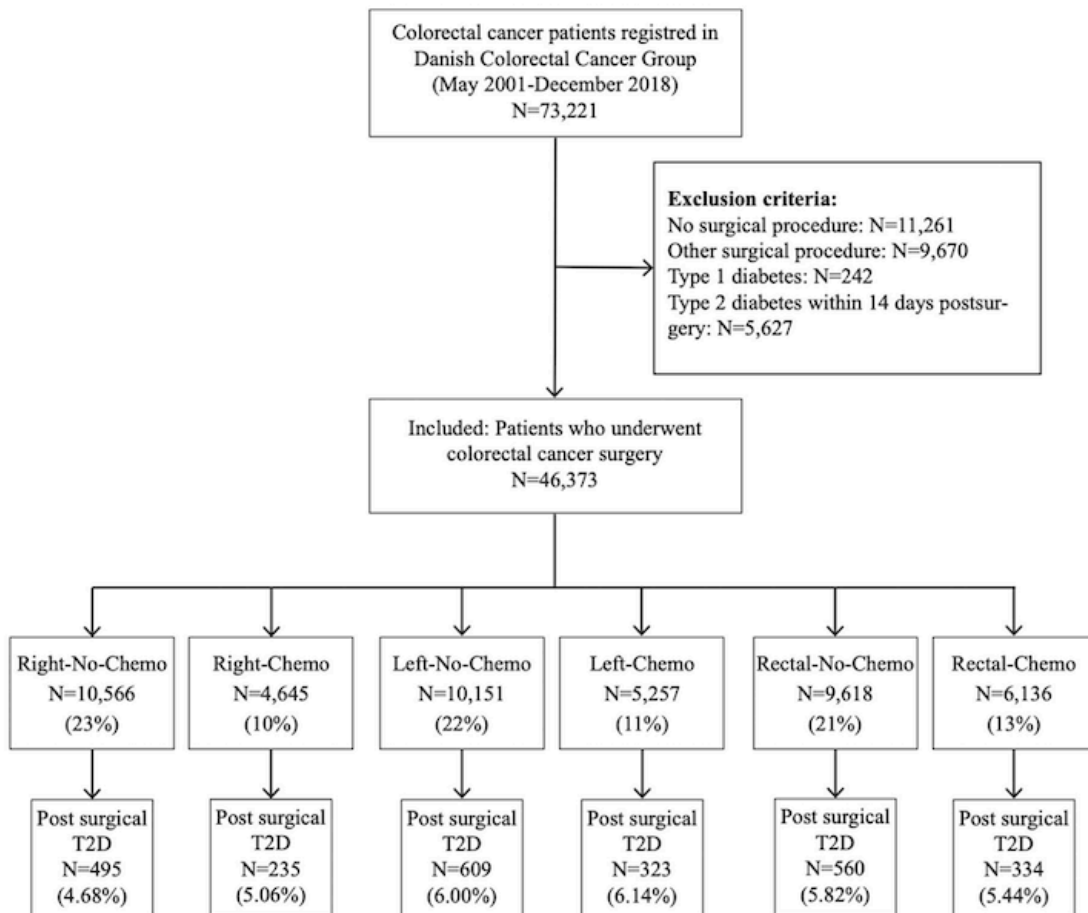 Colorectal cancer patients registred in
Danish Colorectal Cancer Group
(May 2001-December 2018)
N=73,221
Exclusion criteria:
No surgical procedure: N=11,261
Other surgical procedure: N=9,670
Type 1 diabetes: N=242
Type 2 diabetes within 14 days postsur-
gery: N=5,627
Included: Patients who underwent
colorectal cancer surgery
N=46,373
Right-No-Chemo
N=10,566
(23%)
Right-Chemo
N=4,645
(10%)
Left-No-Chemo
N=10,151
(22%)
Left-Chemo
N=5,257
(11%)
Rectal-No-Chemo
N=9,618
(21%)
Rectal-Chemo
N=6,136
(13%)
Post surgical
T2D
N=495
(4.68%)
Post surgical
T2D
N=235
(5.06%)
Post surgical
T2D
N=609
(6.00%)
Post surgical
T2D
N=323
(6.14%)
Post surgical
T2D
N=560
(5.82%)
Post surgical
T2D
N=334
(5.44%)